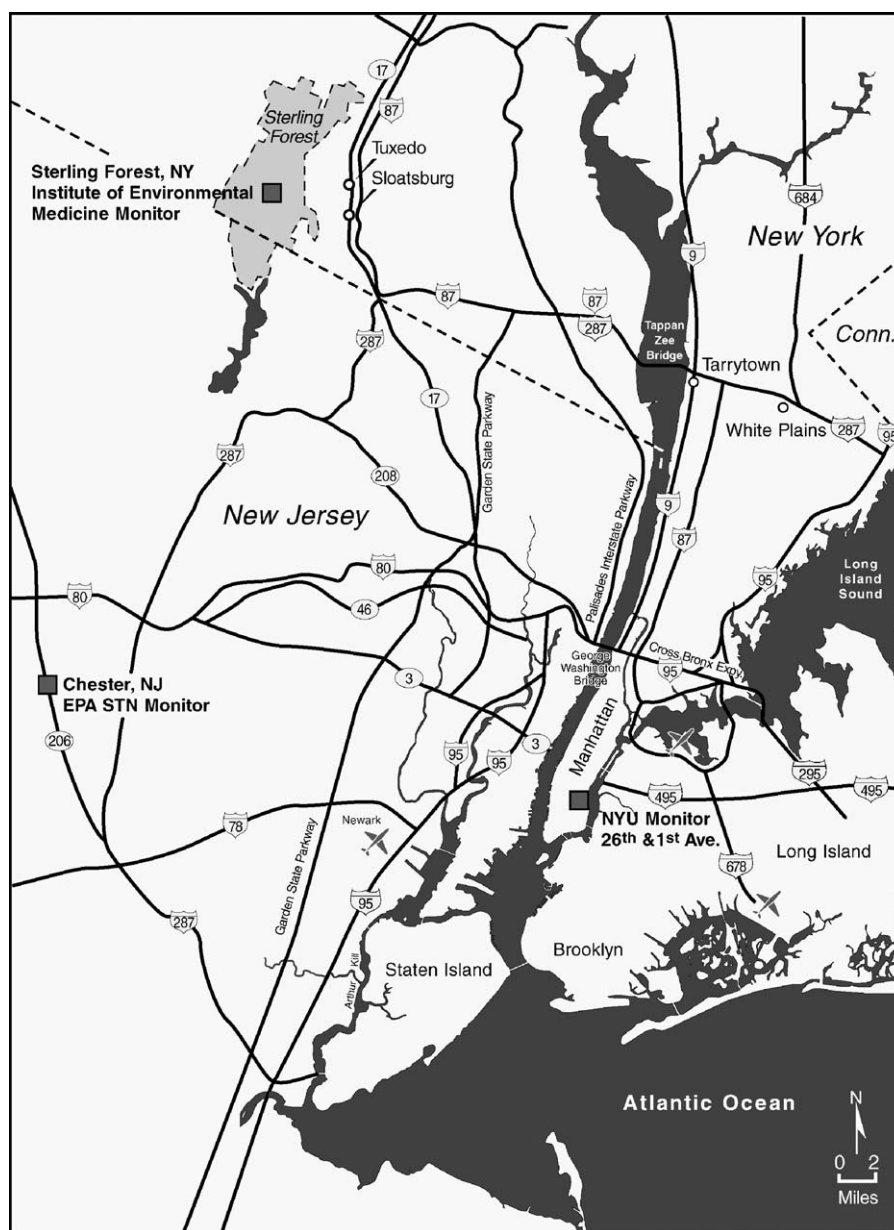 17
87
Sterling
Forest
Tuxedo
Sloatsburg
Sterling Forest, NY
Institute of Environmental
Medicine Monitor
684
New York
9
87
87
287
Tappan
Zee
Bridge
Conn.
287
Tarrytown
17
White Plains
287
95
Garden State Parkway
287
208
Palisades Interstate Parkway
9
87
New Jersey
95
Long
Island
Sound
80
80
46
George
Washington
Bridge
Cross Bronx Expy.
95
Chester, NJ
EPA STN Monitor
3
206
Manhattan
3
95
95
295
495
495
NYU Monitor
26th & 1st Ave.
78
Newark
Long Island
678
Garden State Parkway
95
287
Brooklyn
Staten Island
Arthur Kill
Atlantic Ocean
N
0 2
Miles